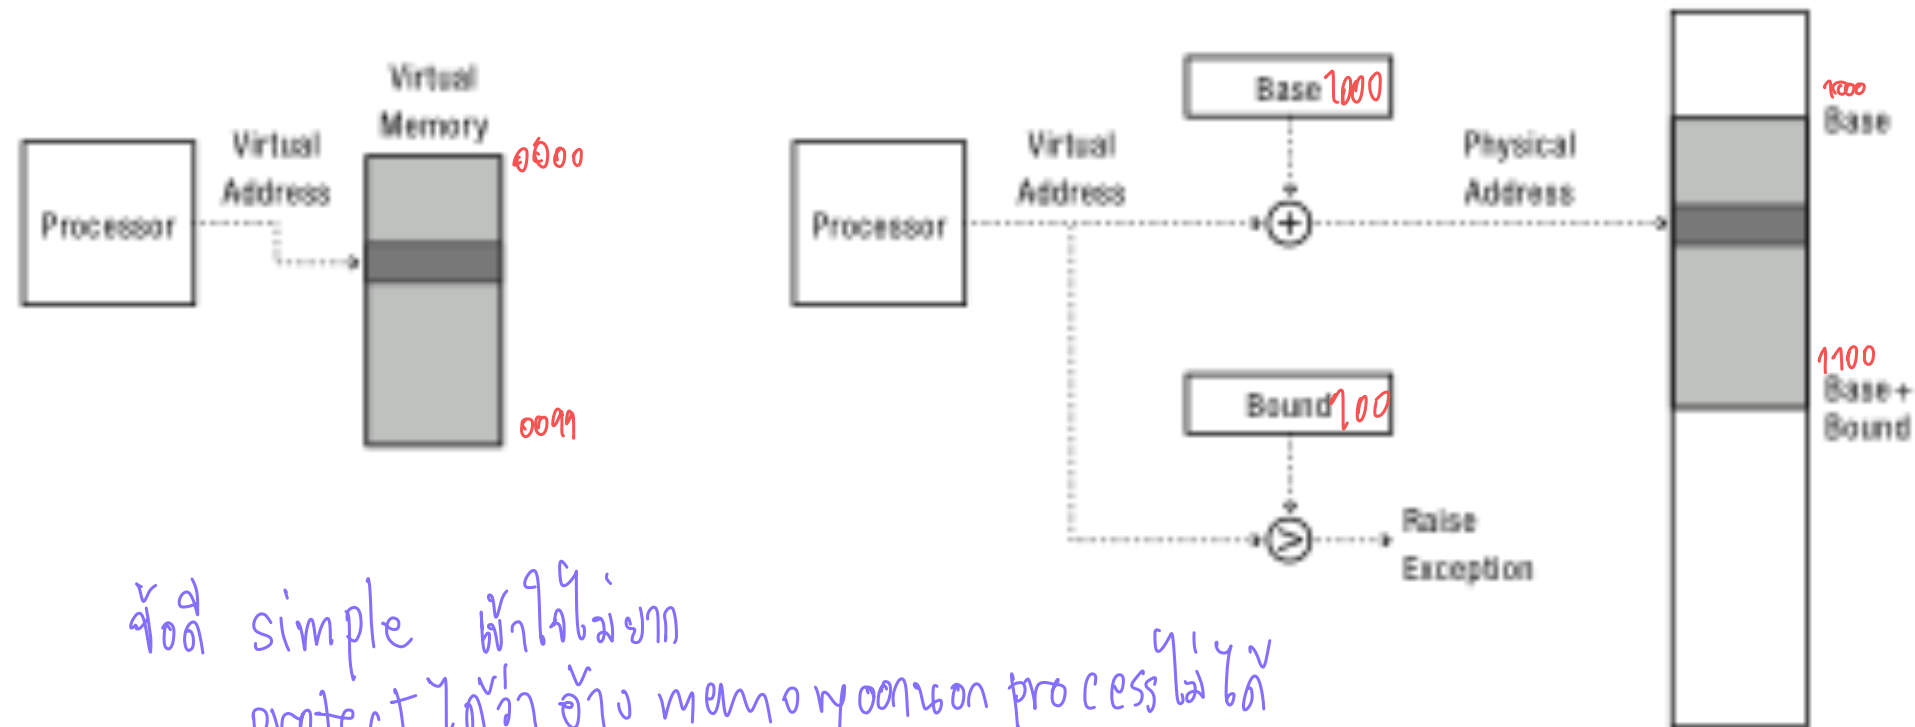 Virtual
Memory
Virtual
Address
Processor
0000
0099
Processor
Virtual
Address
Base 1000
Physical
Address
1000
Base
Bound 100
1100
Base+
Bound
Raise
Exception
ข้อดี simple เข้าใจไม่ยาก
protect ได้ว่า อ้าง memory นอก process ไม่ได้